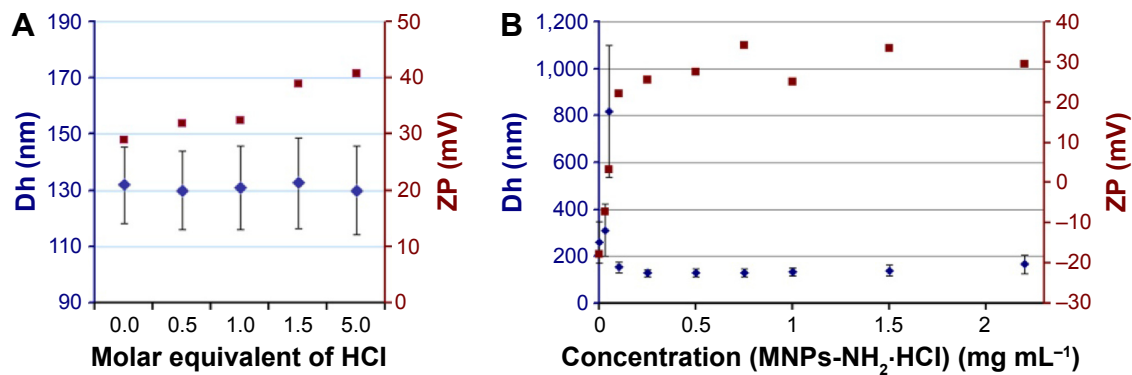 A
190
170
150
130
110
90
Dh (nm)
50
40
30
20
10
0
ZP (mV)
0.0 0.5 1.0 1.5 5.0
Molar equivalent of HCl
B
1,200
1,000
800
600
400
200
0
Dh (nm)
40
30
20
10
0
–10
–20
–30
ZP (mV)
0 0.5 1 1.5 2
Concentration (MNPs-NH₂·HCl) (mg mL⁻¹)